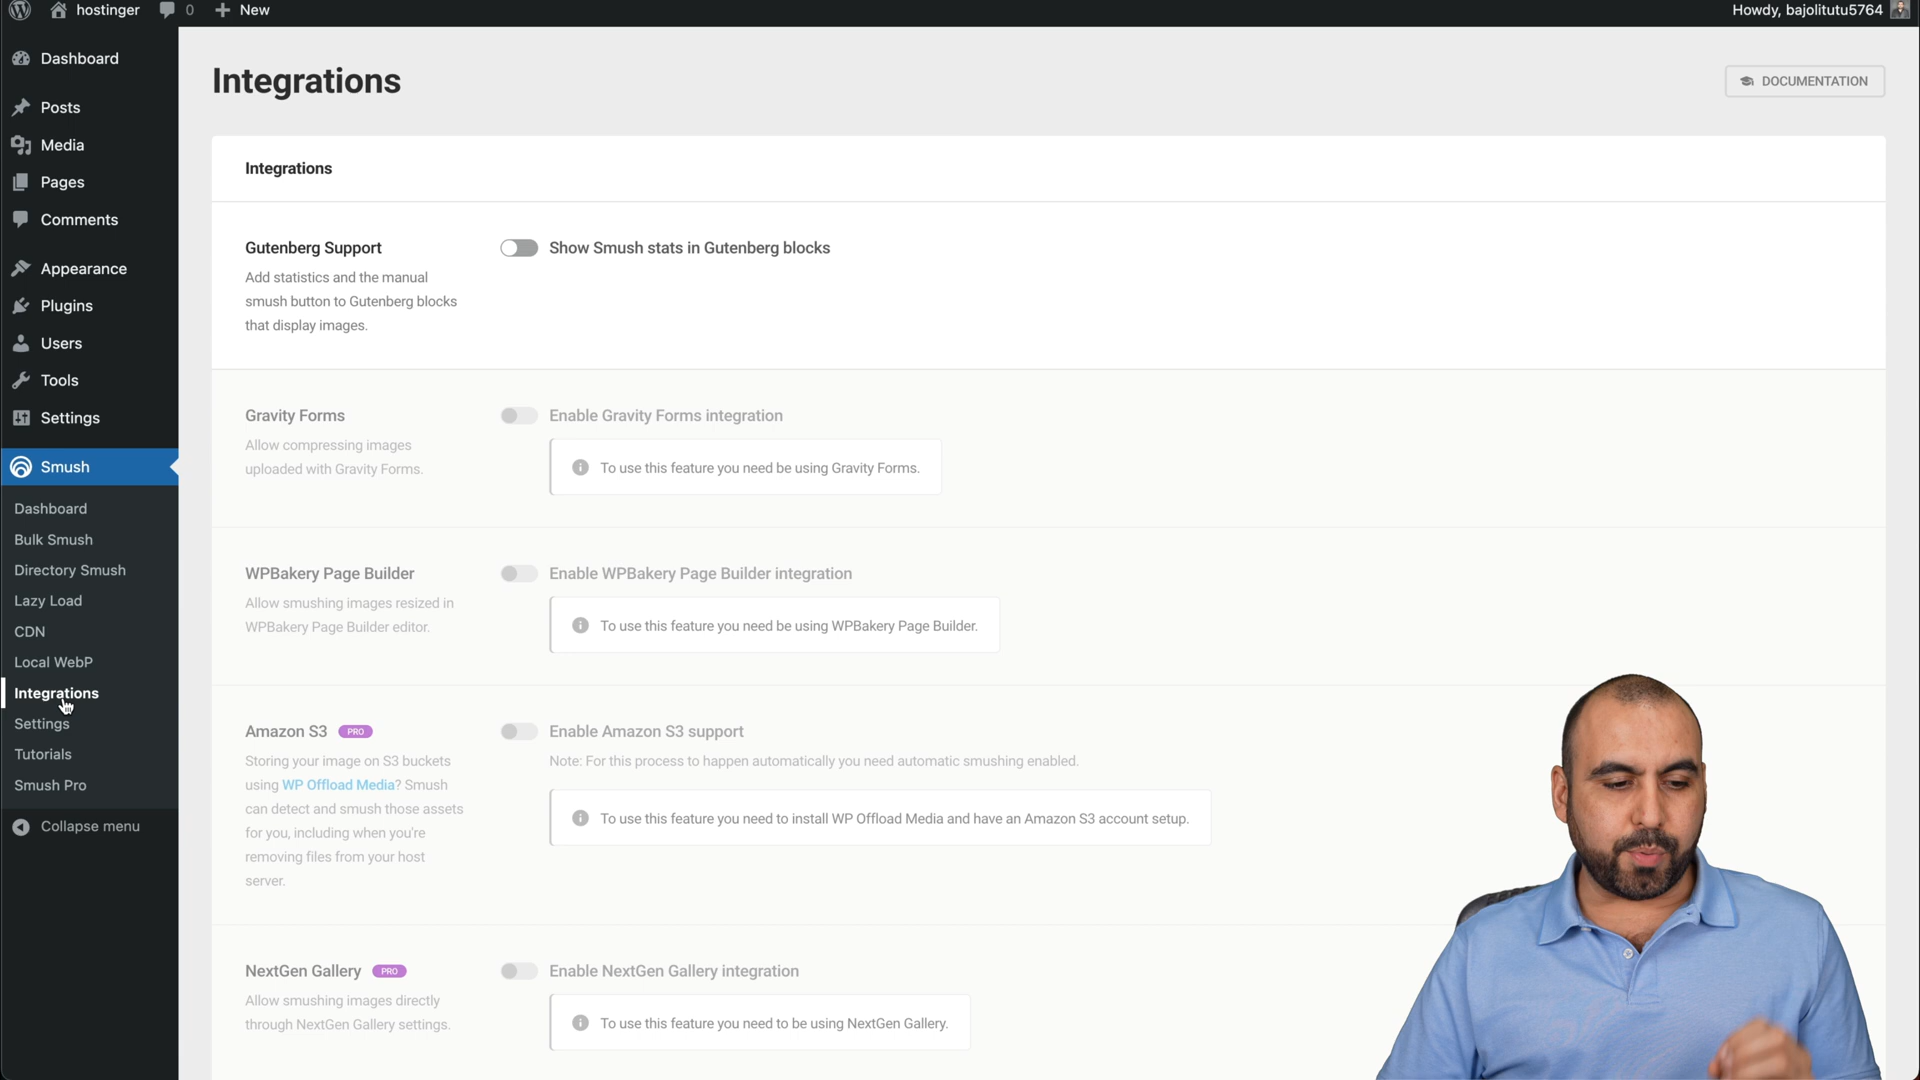 hostinger
0
New
Howdy, bajolitutu5764
Dashboard
Posts
Media
Pages
Comments
Appearance
Plugins
Users
Tools
Settings
Smush
Dashboard
Bulk Smush
Directory Smush
Lazy Load
CDN
Local WebP
Integrations
Settings
Tutorials
Smush Pro
Collapse menu
Integrations
DOCUMENTATION
Integrations
Gutenberg Support
Add statistics and the manual
smush button to Gutenberg blocks
that display images.
Show Smush stats in Gutenberg blocks
Gravity Forms
Allow compressing images
uploaded with Gravity Forms.
Enable Gravity Forms integration
To use this feature you need be using Gravity Forms.
WPBakery Page Builder
Allow smushing images resized in
WPBakery Page Builder editor.
Enable WPBakery Page Builder integration
To use this feature you need be using WPBakery Page Builder.
Amazon S3 PRO
Storing your image on S3 buckets
using WP Offload Media? Smush
can detect and smush those assets
for you, including when you're
removing files from your host
server.
Enable Amazon S3 support
Note: For this process to happen automatically you need automatic smushing enabled.
To use this feature you need to install WP Offload Media and have an Amazon S3 account setup.
NextGen Gallery PRO
Allow smushing images directly
through NextGen Gallery settings.
Enable NextGen Gallery integration
To use this feature you need to be using NextGen Gallery.